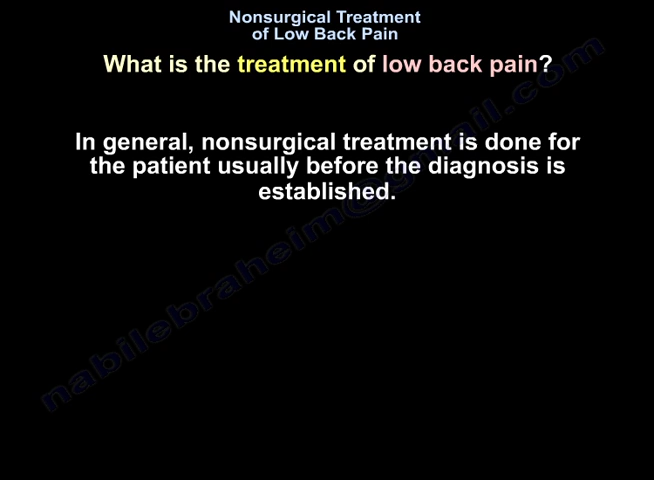 Nonsurgical Treatment
of Low Back Pain
What is the treatment of low back pain?
In general, nonsurgical treatment is done for
the patient usually before the diagnosis is
established.
nabilebraheim@gmail.com